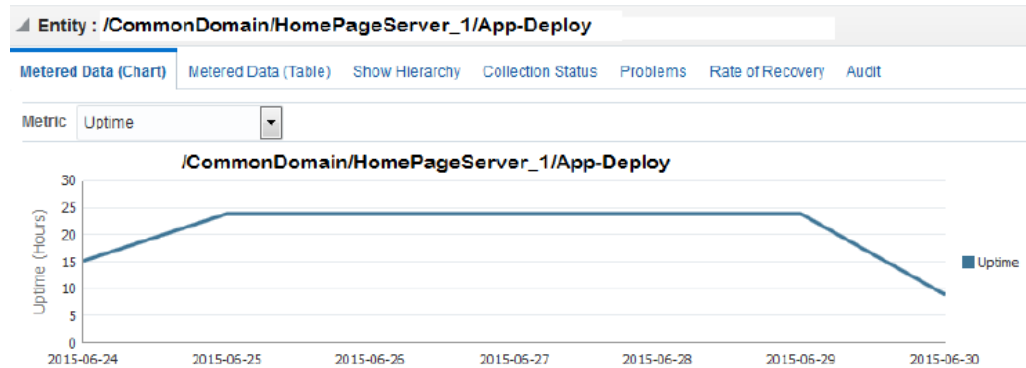 Entity : /CommonDomain/HomePageServer_1/App-Deploy
Metered Data (Chart) Metered Data (Table) Show Hierarchy Collection Status Problems Rate of Recovery Audit
Metric Uptime
/CommonDomain/HomePageServer_1/App-Deploy
30
25
20
15
10
5
0
Uptime (Hours)
Uptime
2015-06-24 2015-06-25 2015-06-26 2015-06-27 2015-06-28 2015-06-29 2015-06-30